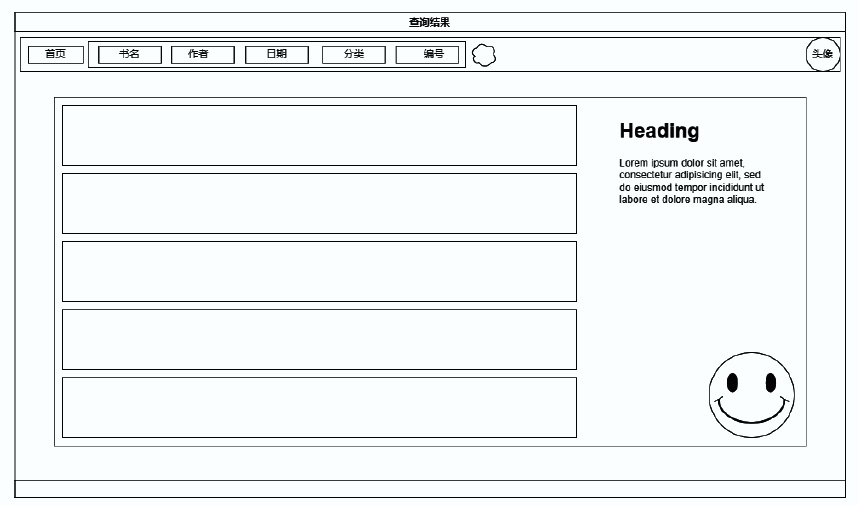 查询结果
首页
书名
作者
日期
分类
编号
头像
Heading
Lorem ipsum dolor sit amet,
consectetur adipisicing elit, sed
do eiusmod tempor incididunt ut
labore et dolore magna aliqua.